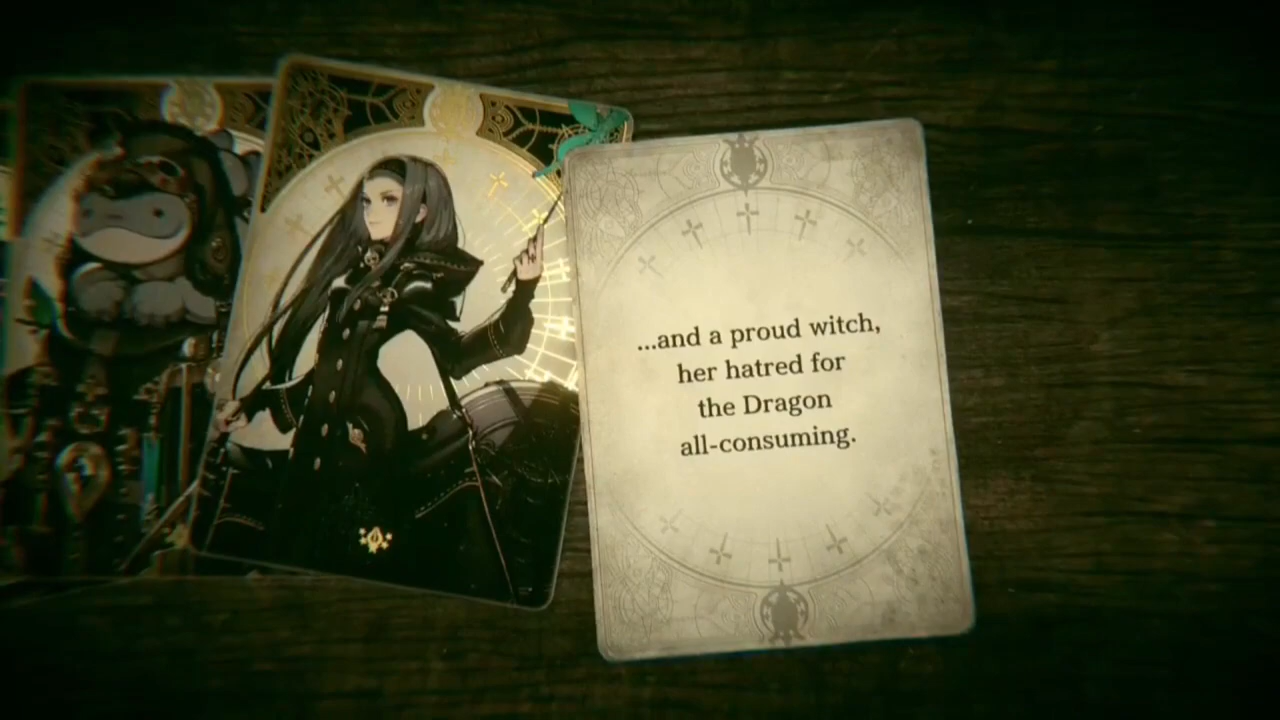 ...and a proud witch,
her hatred for
the Dragon
all-consuming.